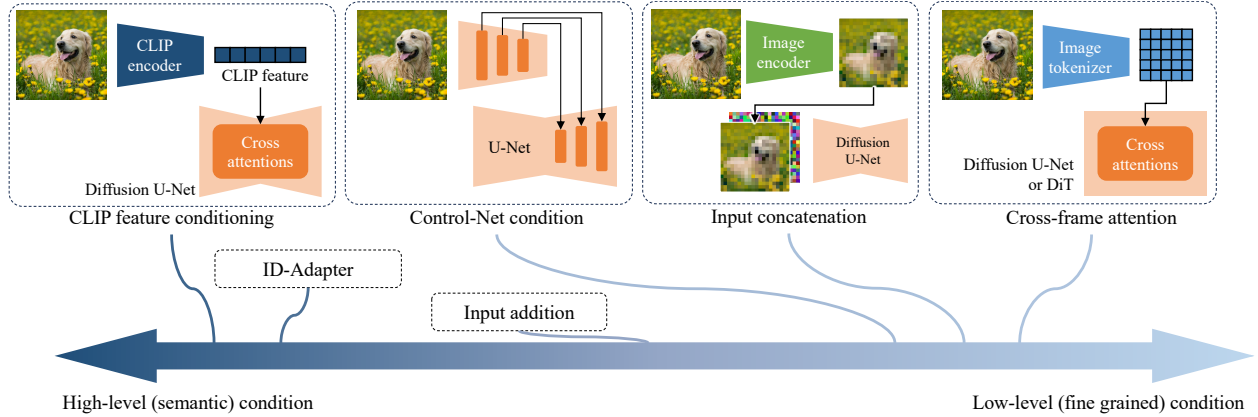 CLIP
encoder
CLIP feature
Cross
attentions
Diffusion U-Net
CLIP feature conditioning
U-Net
Control-Net condition
Image
encoder
Diffusion
U-Net
Input concatenation
Image
tokenizer
Cross
attentions
Diffusion U-Net
or DiT
Cross-frame attention
ID-Adapter
Input addition
High-level (semantic) condition
Low-level (fine grained) condition